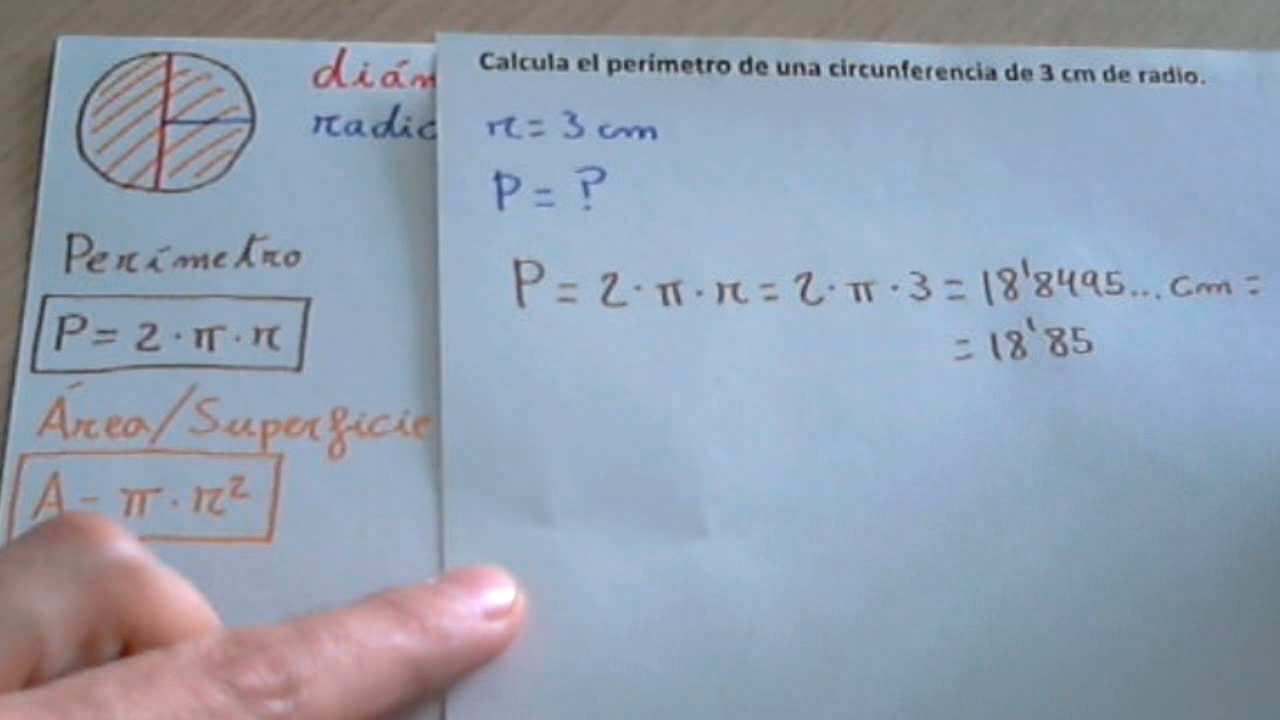 Calcula el perímetro de una circunferencia de 3 cm de radio.
r = 3 cm
P = ?
P = 2 · π · r = 2 · π · 3 = 18'8495... cm =
= 18'85
diám
radio
Perímetro
P = 2 · π · r
Área/Superficie
A = π · r²